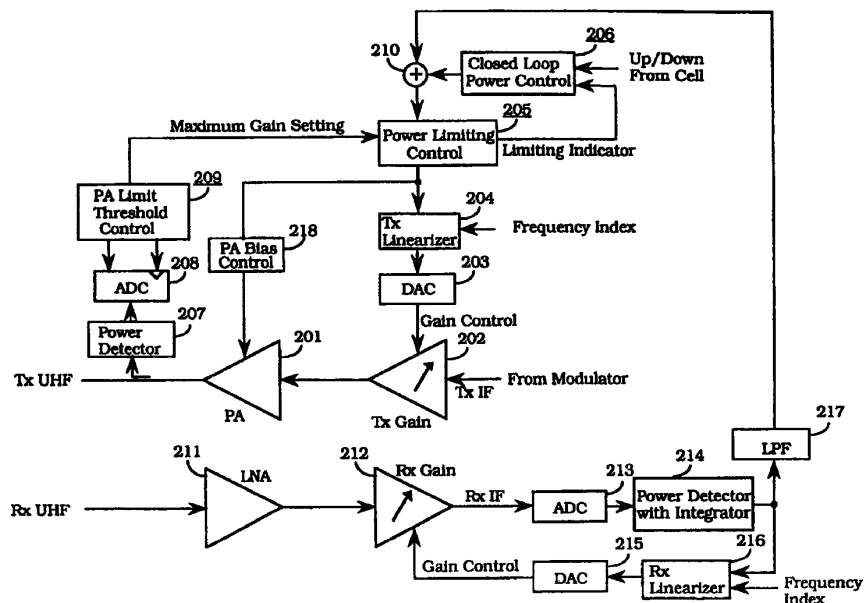 206
210
Closed Loop
Power Control
Up/Down
From Cell
+
205
Maximum Gain Setting
Power Limiting
Control
Limiting Indicator
209
PA Limit
Threshold
Control
218
PA Bias
Control
204
Tx
Linearizer
Frequency Index
208
ADC
203
DAC
207
Power
Detector
Gain Control
201
202
Tx UHF
PA
Tx Gain
Tx IF
From Modulator
217
LPF
211
LNA
212
Rx Gain
213
214
Rx UHF
Rx IF
ADC
Power Detector
with Integrator
215
216
Gain Control
DAC
Rx
Linearizer
Frequency
Index